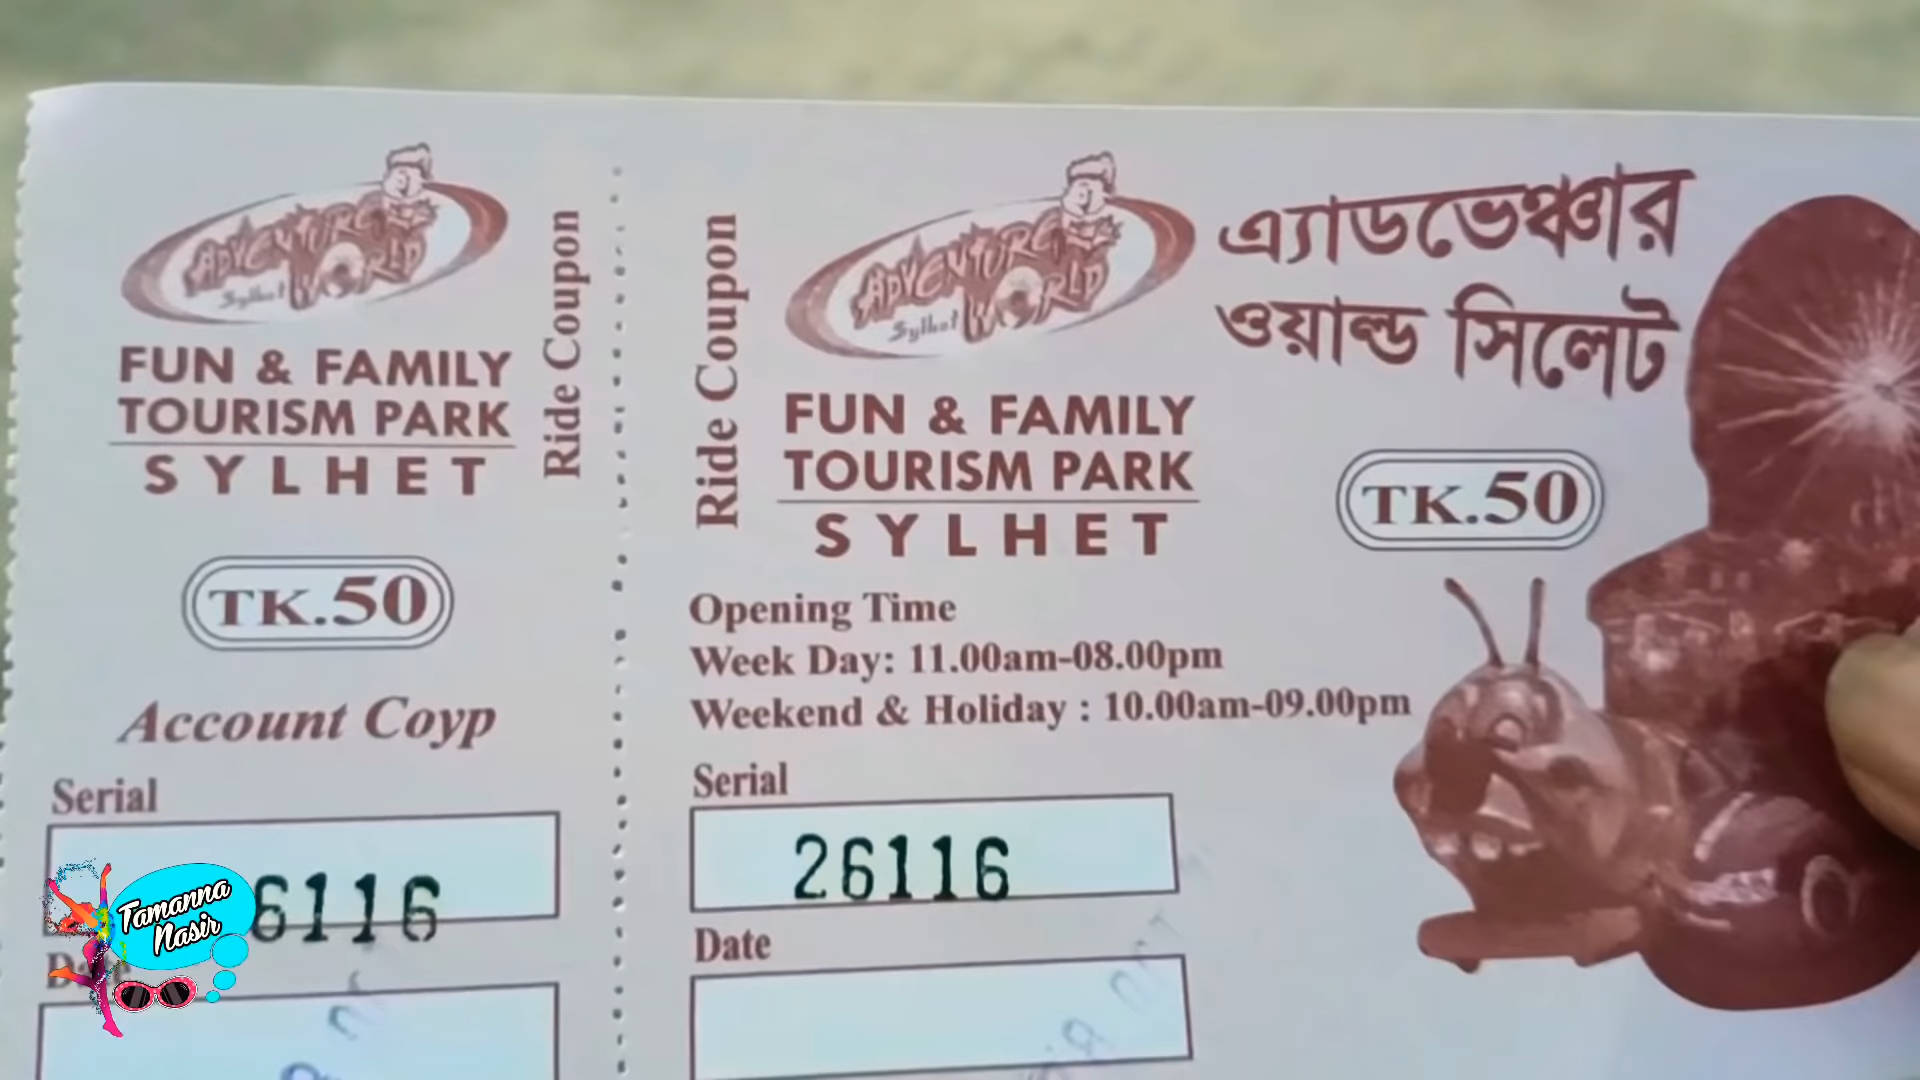 ADVENTURE
WORLD
Sylhet
FUN & FAMILY
TOURISM PARK
SYLHET
Ride Coupon
TK.50
Account Coyp
Serial
6116
Date
Ride Coupon
ADVENTURE
WORLD
Sylhet
FUN & FAMILY
TOURISM PARK
SYLHET
এ্যাডভেঞ্চার
ওয়াল্ড সিলেট
TK.50
Opening Time
Week Day: 11.00am-08.00pm
Weekend & Holiday : 10.00am-09.00pm
Serial
26116
Date
Tamanna
Nasir